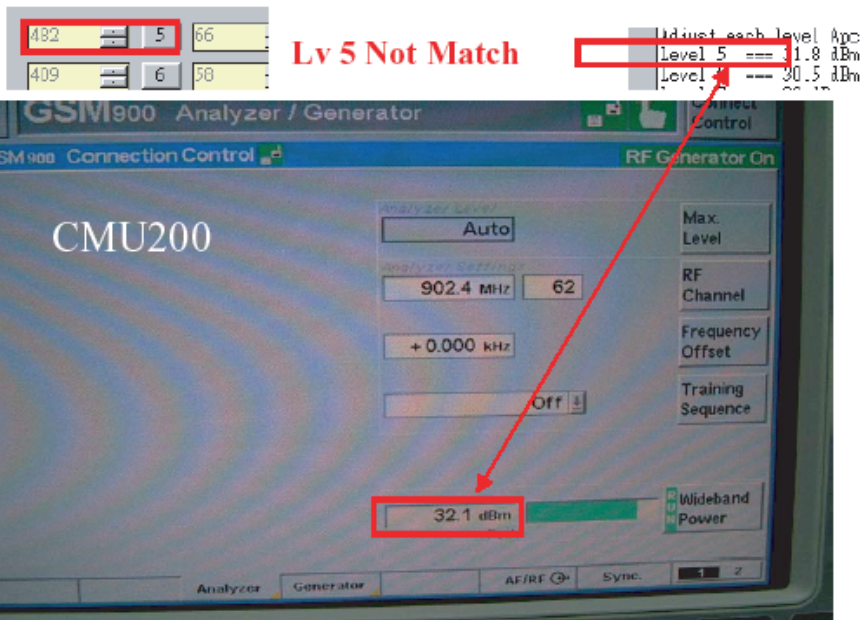 482 5 66
Lv 5 Not Match
Adjust each level Apc
Level 5 === 31.8 dBm
409 6 58
Level === 30.5 dBm
GSM900 Analyzer / Generator
Connect
Control
GSM 900 Connection Control
RF Generator On
CMU200
Analyzer Level
Auto
Max.
Level
Analyzer Settings
902.4 MHz 62
RF
Channel
+ 0.000 kHz
Frequency
Offset
Off
Training
Sequence
32.1 dBm
RUN
Wideband
Power
Analyzer Generator AF/RF Sync. 1 2